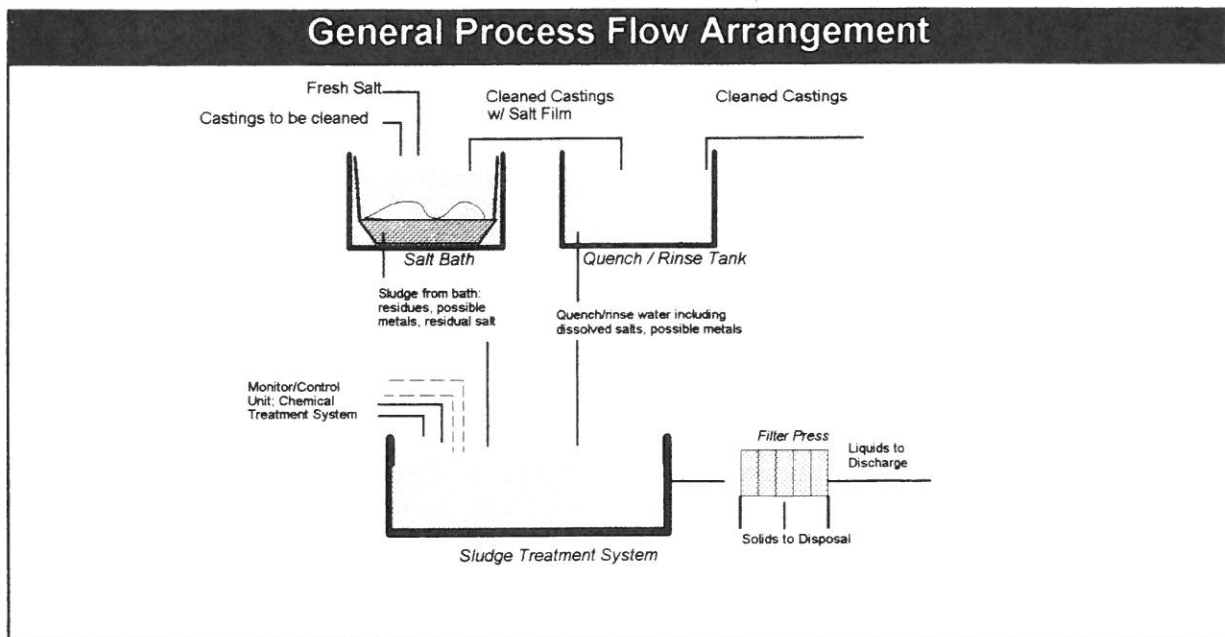 General Process Flow Arrangement
Fresh Salt
Castings to be cleaned
Cleaned Castings
w/ Salt Film
Cleaned Castings
Salt Bath
Quench / Rinse Tank
Sludge from bath:
residues, possible
metals, residual salt
Quench/rinse water including
dissolved salts, possible metals
Monitor/Control
Unit; Chemical
Treatment System
Filter Press
Liquids to
Discharge
Solids to Disposal
Sludge Treatment System